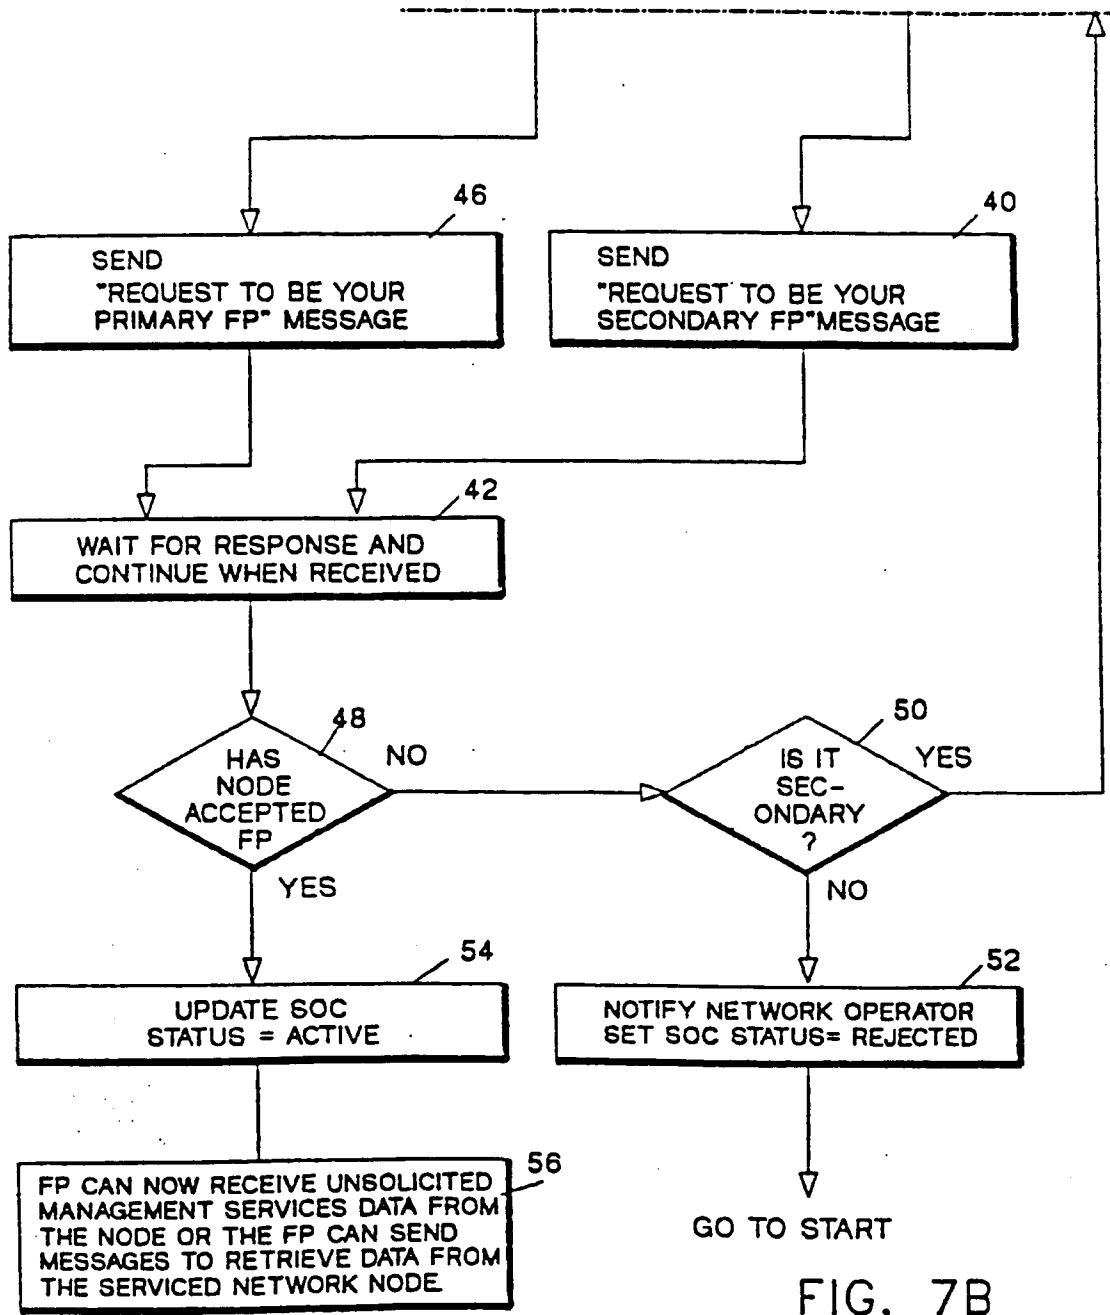 46
SEND
"REQUEST TO BE YOUR
PRIMARY FP" MESSAGE
40
SEND
"REQUEST TO BE YOUR
SECONDARY FP"MESSAGE
42
WAIT FOR RESPONSE AND
CONTINUE WHEN RECEIVED
48
HAS
NODE
ACCEPTED
FP
NO
YES
50
IS IT
SEC-
ONDARY
?
YES
NO
54
UPDATE SOC
STATUS = ACTIVE
52
NOTIFY NETWORK OPERATOR
SET SOC STATUS= REJECTED
56
FP CAN NOW RECEIVE UNSOLICITED
MANAGEMENT SERVICES DATA FROM
THE NODE OR THE FP CAN SEND
MESSAGES TO RETRIEVE DATA FROM
THE SERVICED NETWORK NODE.
GO TO START
FIG. 7B